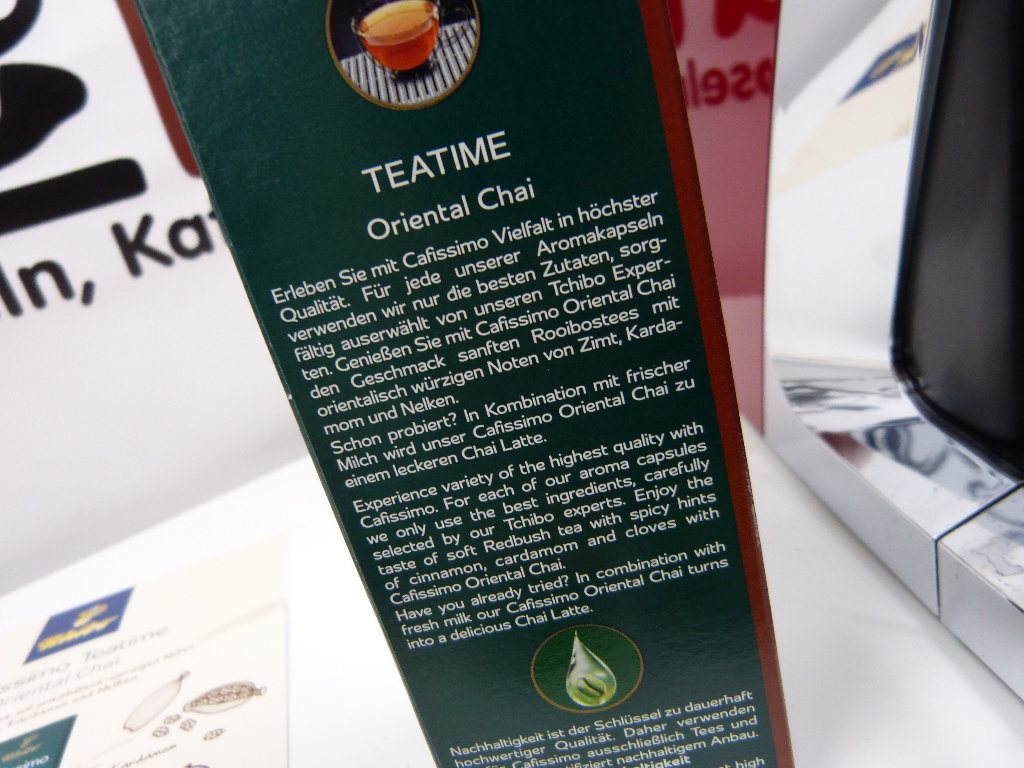 TEATIME
Oriental Chai
Erleben Sie mit Cafissimo Vielfalt in höchster
Qualität. Für jede unserer Aromakapseln
verwenden wir nur die besten Zutaten, sorg-
fältig auserwählt von unseren Tchibo Exper-
ten. Genießen Sie mit Cafissimo Oriental Chai
den Geschmack sanften Rooibostees mit
orientalisch würzigen Noten von Zimt, Karda-
mom und Nelken.
Schon probiert? In Kombination mit frischer
Milch wird unser Cafissimo Oriental Chai zu
einem leckeren Chai Latte.
Experience variety of the highest quality with
Cafissimo. For each of our aroma capsules
we only use the best ingredients, carefully
selected by our Tchibo experts. Enjoy the
taste of soft Redbush tea with spicy hints
of cinnamon, cardamom and cloves with
Cafissimo Oriental Chai.
Have you already tried? In combination with
fresh milk our Cafissimo Oriental Chai turns
into a delicious Chai Latte.
Nachhaltigkeit ist der Schlüssel zu dauerhaft
hochwertiger Qualität. Daher verwenden
für Cafissimo ausschließlich Tees und
nachhaltigem Anbau.
high
ln, Ka
Tchibo
ssimo Teatime
Oriental Chai
Kardamom